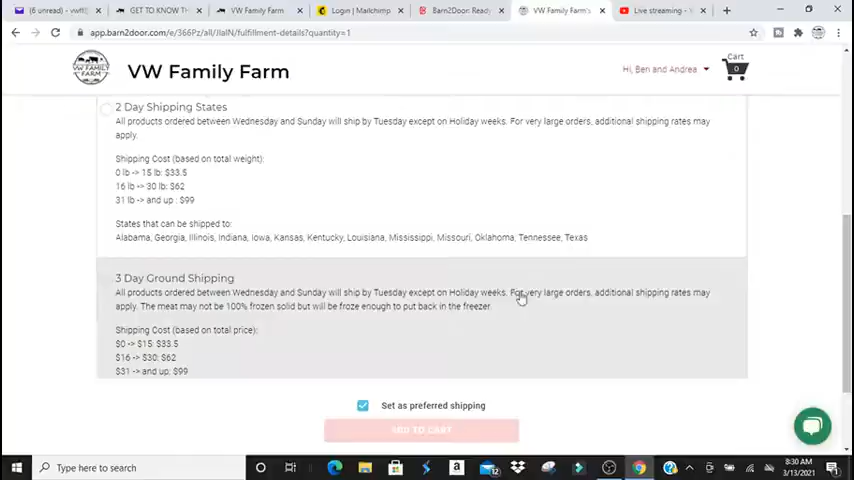 (6 unread) - vwffl
GET TO KNOW TH
VW Family Farm
Login | Mailchimp
Barn2Door: Ready
VW Family Farm's
Live streaming -
app.barn2door.com/e/366Pz/all/JlaIN/fulfillment-details?quantity=1
VW Family Farm
Hi, Ben and Andrea
Cart
0
2 Day Shipping States
All products ordered between Wednesday and Sunday will ship by Tuesday except on Holiday weeks. For very large orders, additional shipping rates may
apply.
Shipping Cost (based on total weight):
0 lb -> 15 lb: $33.5
16 lb -> 30 lb: $62
31 lb -> and up : $99
States that can be shipped to:
Alabama, Georgia, Illinois, Indiana, Iowa, Kansas, Kentucky, Louisiana, Mississippi, Missouri, Oklahoma, Tennessee, Texas
3 Day Ground Shipping
All products ordered between Wednesday and Sunday will ship by Tuesday except on Holiday weeks. For very large orders, additional shipping rates may
apply. The meat may not be 100% frozen solid but will be froze enough to put back in the freezer.
Shipping Cost (based on total price):
$0 -> $15: $33.5
$16 -> $30: $62
$31 -> and up: $99
Set as preferred shipping
ADD TO CART
Type here to search
8:30 AM
3/13/2021